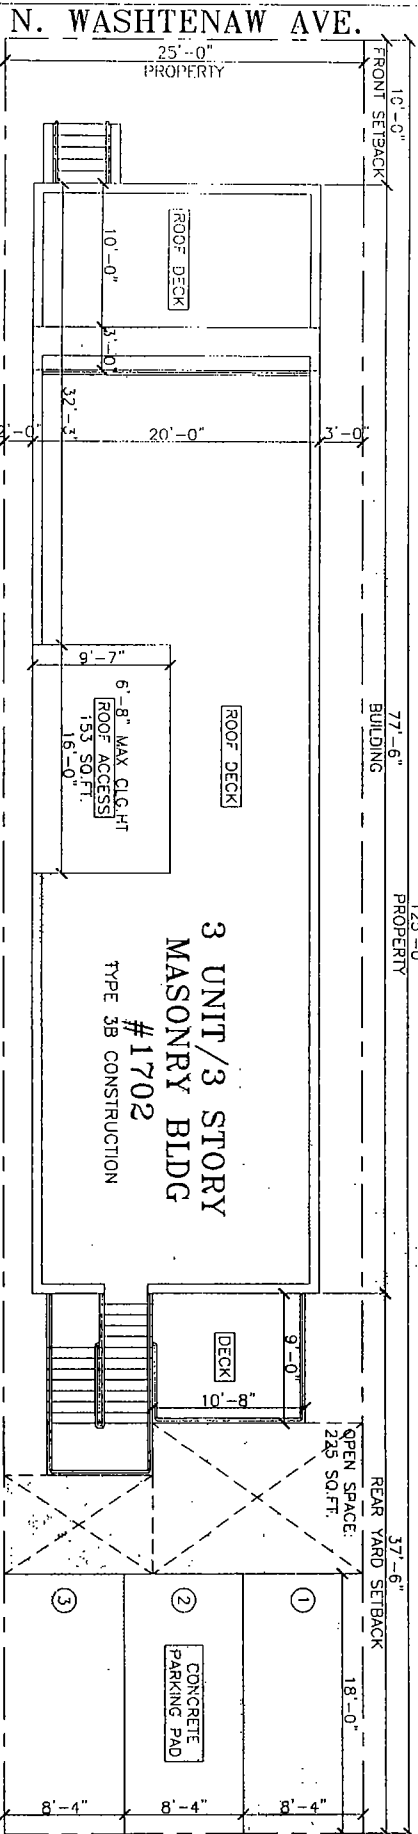 N. WASHTENAW AVE.
25'-0"
PROPERTY
10'-0"
FRONT SETBACK
ROOF DECK
10'-0"
3'-0"
32'-3"
20'-0"
3'-0"
77'-6"
BUILDING
PROPERTY
9'-7"
6'-8" MAX CLG HT
ROOF ACCESS
153 SQ.FT.
16'-0"
ROOF DECK
3 UNIT/3 STORY
MASONRY BLDG
#1702
TYPE 3B CONSTRUCTION
DECK
9'-0"
10'-8"
OPEN SPACE:
225 SQ.FT.
37'-6"
REAR YARD SETBACK
1
2
3
18'-0"
CONCRETE
PARKING PAD
8'-4"
8'-4"
8'-4"